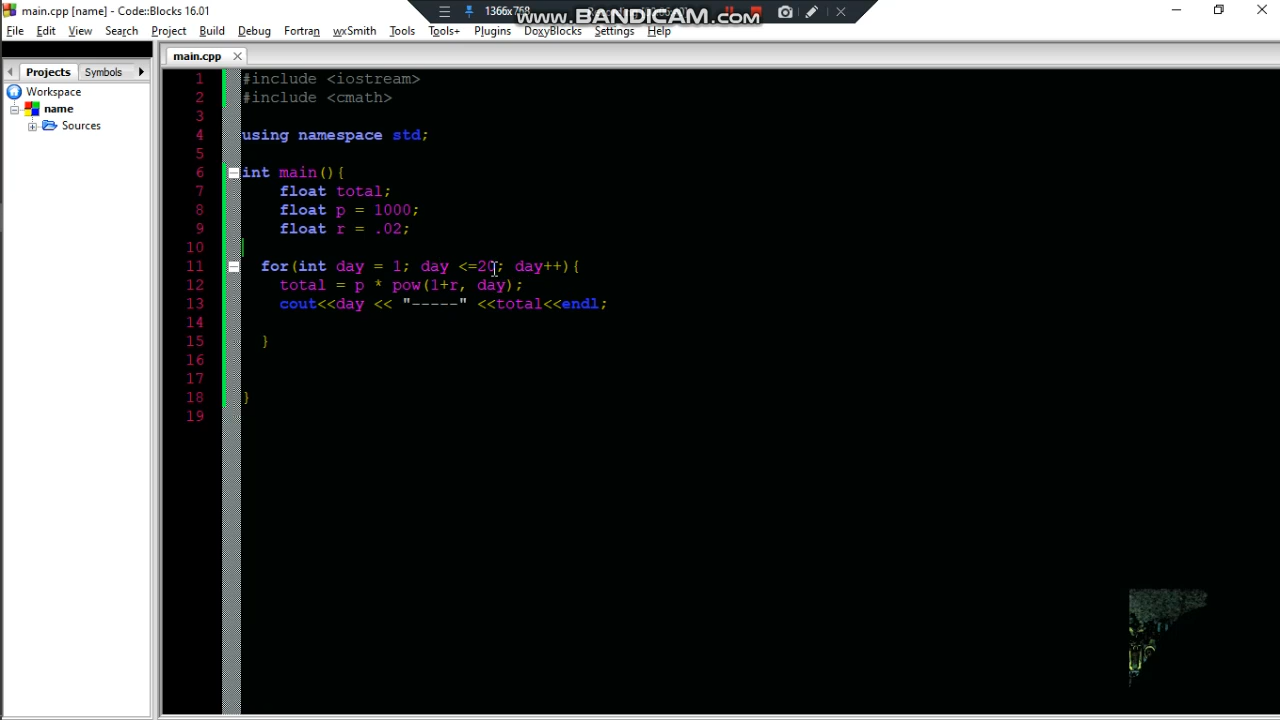 main.cpp [name] - Code::Blocks 16.01
1366x768
www.BANDICAM.com
File Edit View Search Project Build Debug Fortran wxSmith Tools Tools+ Plugins DoxyBlocks Settings Help
main.cpp
Projects Symbols
Workspace
name
Sources
1 #include <iostream>
2 #include <cmath>
3
4 using namespace std;
5
6 int main(){
7 float total;
8 float p = 1000;
9 float r = .02;
10
11 for(int day = 1; day <=20; day++){
12 total = p * pow(1+r, day);
13 cout<<day << "-----" <<total<<endl;
14
15 }
16
17
18 }
19